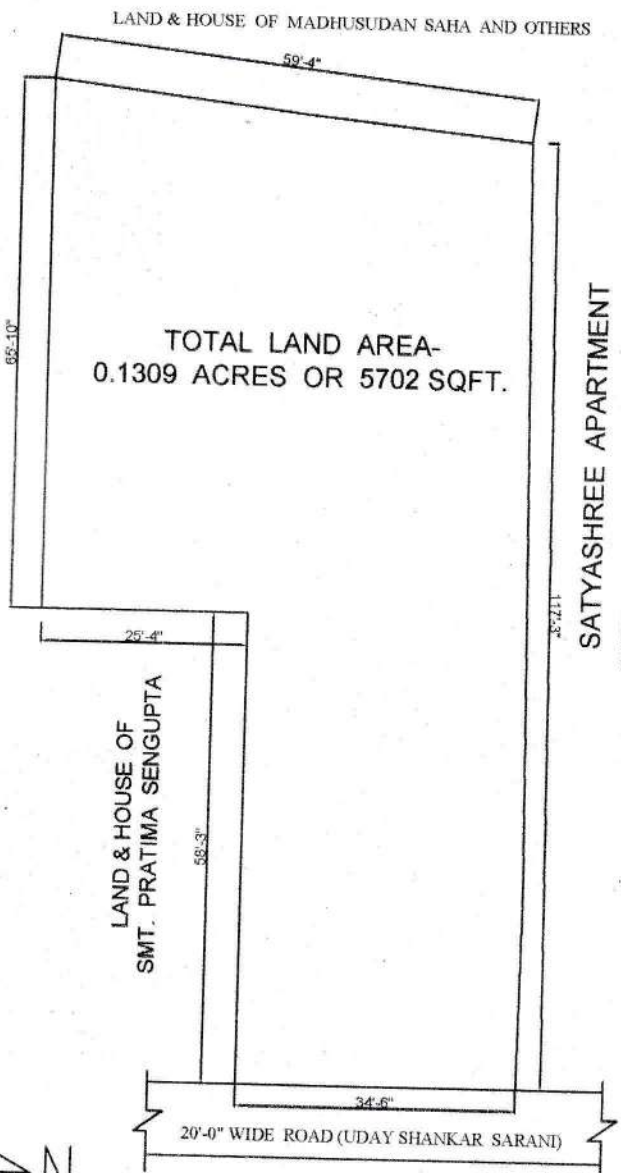 LAND & HOUSE OF MADHUSUDAN SAHA AND OTHERS
59'-4"
65'-10"
TOTAL LAND AREA-
0.1309 ACRES OR 5702 SQFT.
SATYASHREE APARTMENT
117'-3"
25'-4"
LAND & HOUSE OF
SMT. PRATIMA SENGUPTA
58'-3"
34'-6"
20'-0" WIDE ROAD (UDAY SHANKAR SARANI)
N